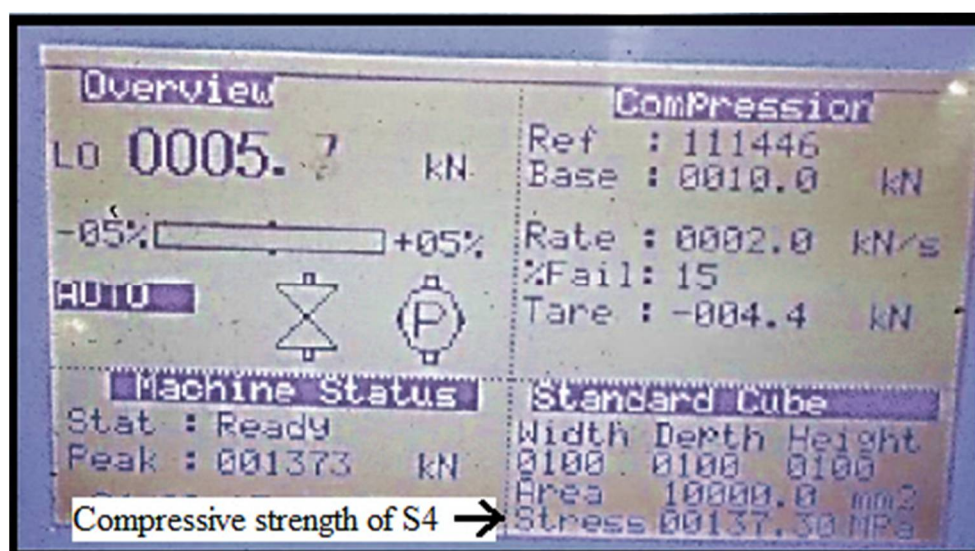 Overview
LO 0005. kN
-05% +05%
AUTO
P
ComPression
Ref : 111446
Base : 0010.0 kN
Rate : 0002.0 kN/s
%Fail: 15
Tare : -004.4 kN
Machine Status
Stat : Ready
Peak : 001373 kN
Standard Cube
Width Depth Height
0100 0100 0100
Area 10000.0 mm2
Stress 00137.30 MPa
Compressive strength of S4